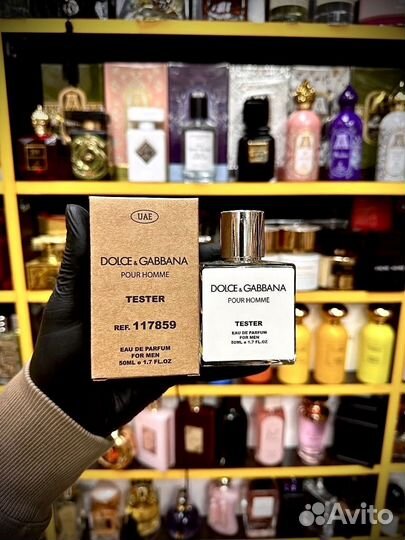 UAE
DOLCE & GABBANA
POUR HOMME
TESTER
REF. 117859
EAU DE PARFUM
FOR MEN
50ML e 1.7 FL.OZ
DOLCE & GABBANA
POUR HOMME
TESTER
EAU DE PARFUM
FOR MEN
50ML e 1.7 FL.OZ
Avito